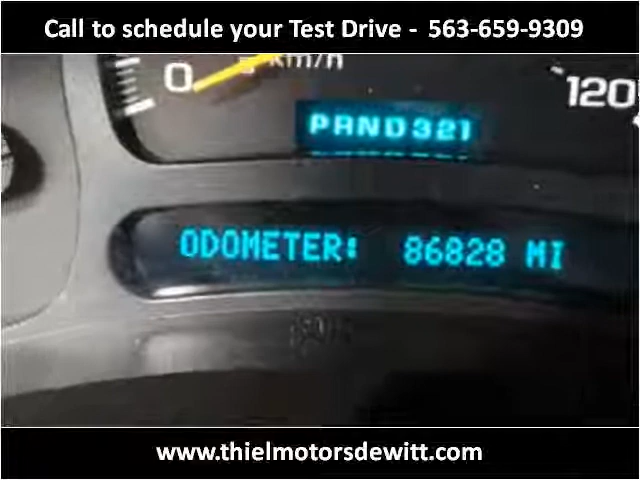 Call to schedule your Test Drive - 563-659-9309
0 5 km/h 120
PRND321
ODOMETER: 86828 MI
www.thielmotorsdewitt.com